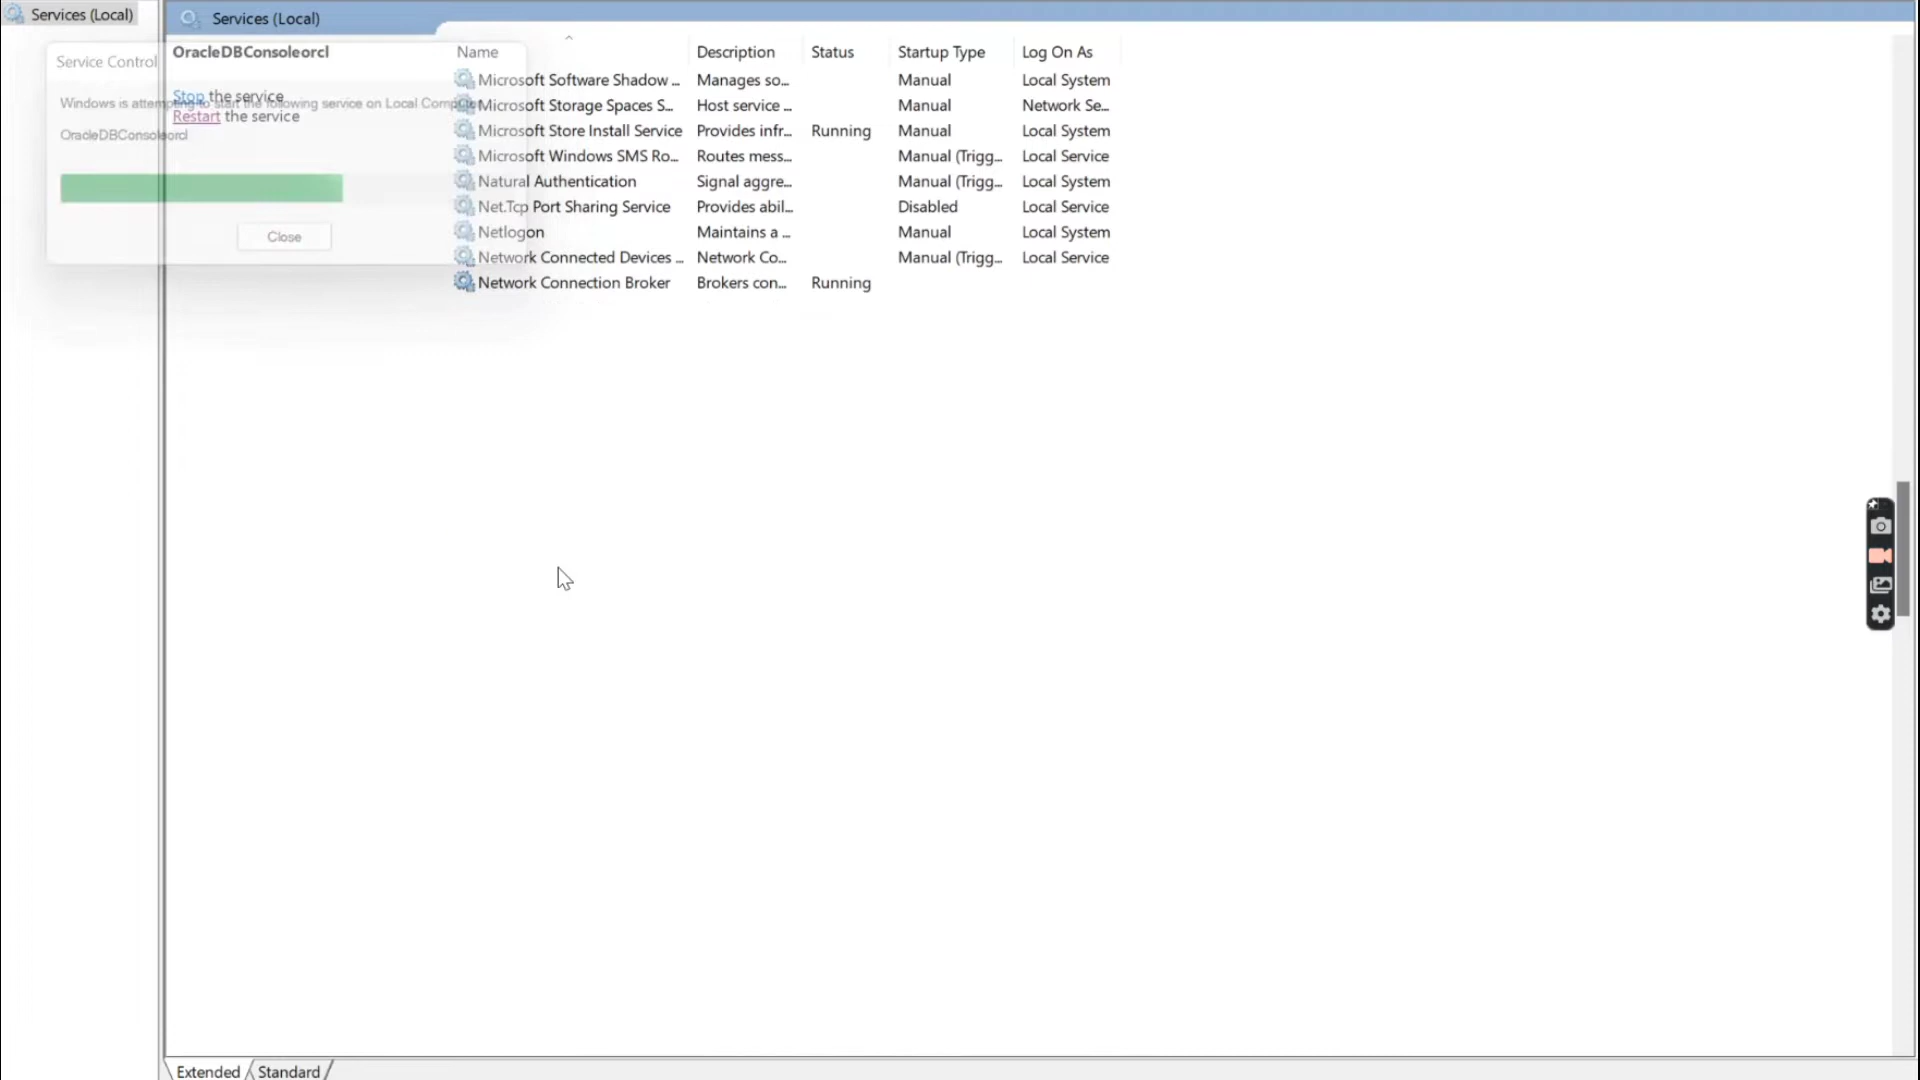 Services (Local)
Services (Local)
Service Control
Windows is attempting to start the following service on Local Computer
OracleDBConsoleorcl
Close
OracleDBConsoleorcl
Stop the service
Restart the service
Name Description Status Startup Type Log On As
Microsoft Software Shadow ... Manages so... Manual Local System
Microsoft Storage Spaces S... Host service ... Manual Network Se...
Microsoft Store Install Service Provides infr... Running Manual Local System
Microsoft Windows SMS Ro... Routes mess... Manual (Trigg... Local Service
Natural Authentication Signal aggre... Manual (Trigg... Local System
Net.Tcp Port Sharing Service Provides abil... Disabled Local Service
Netlogon Maintains a ... Manual Local System
Network Connected Devices ... Network Co... Manual (Trigg... Local Service
Network Connection Broker Brokers con... Running
Extended Standard